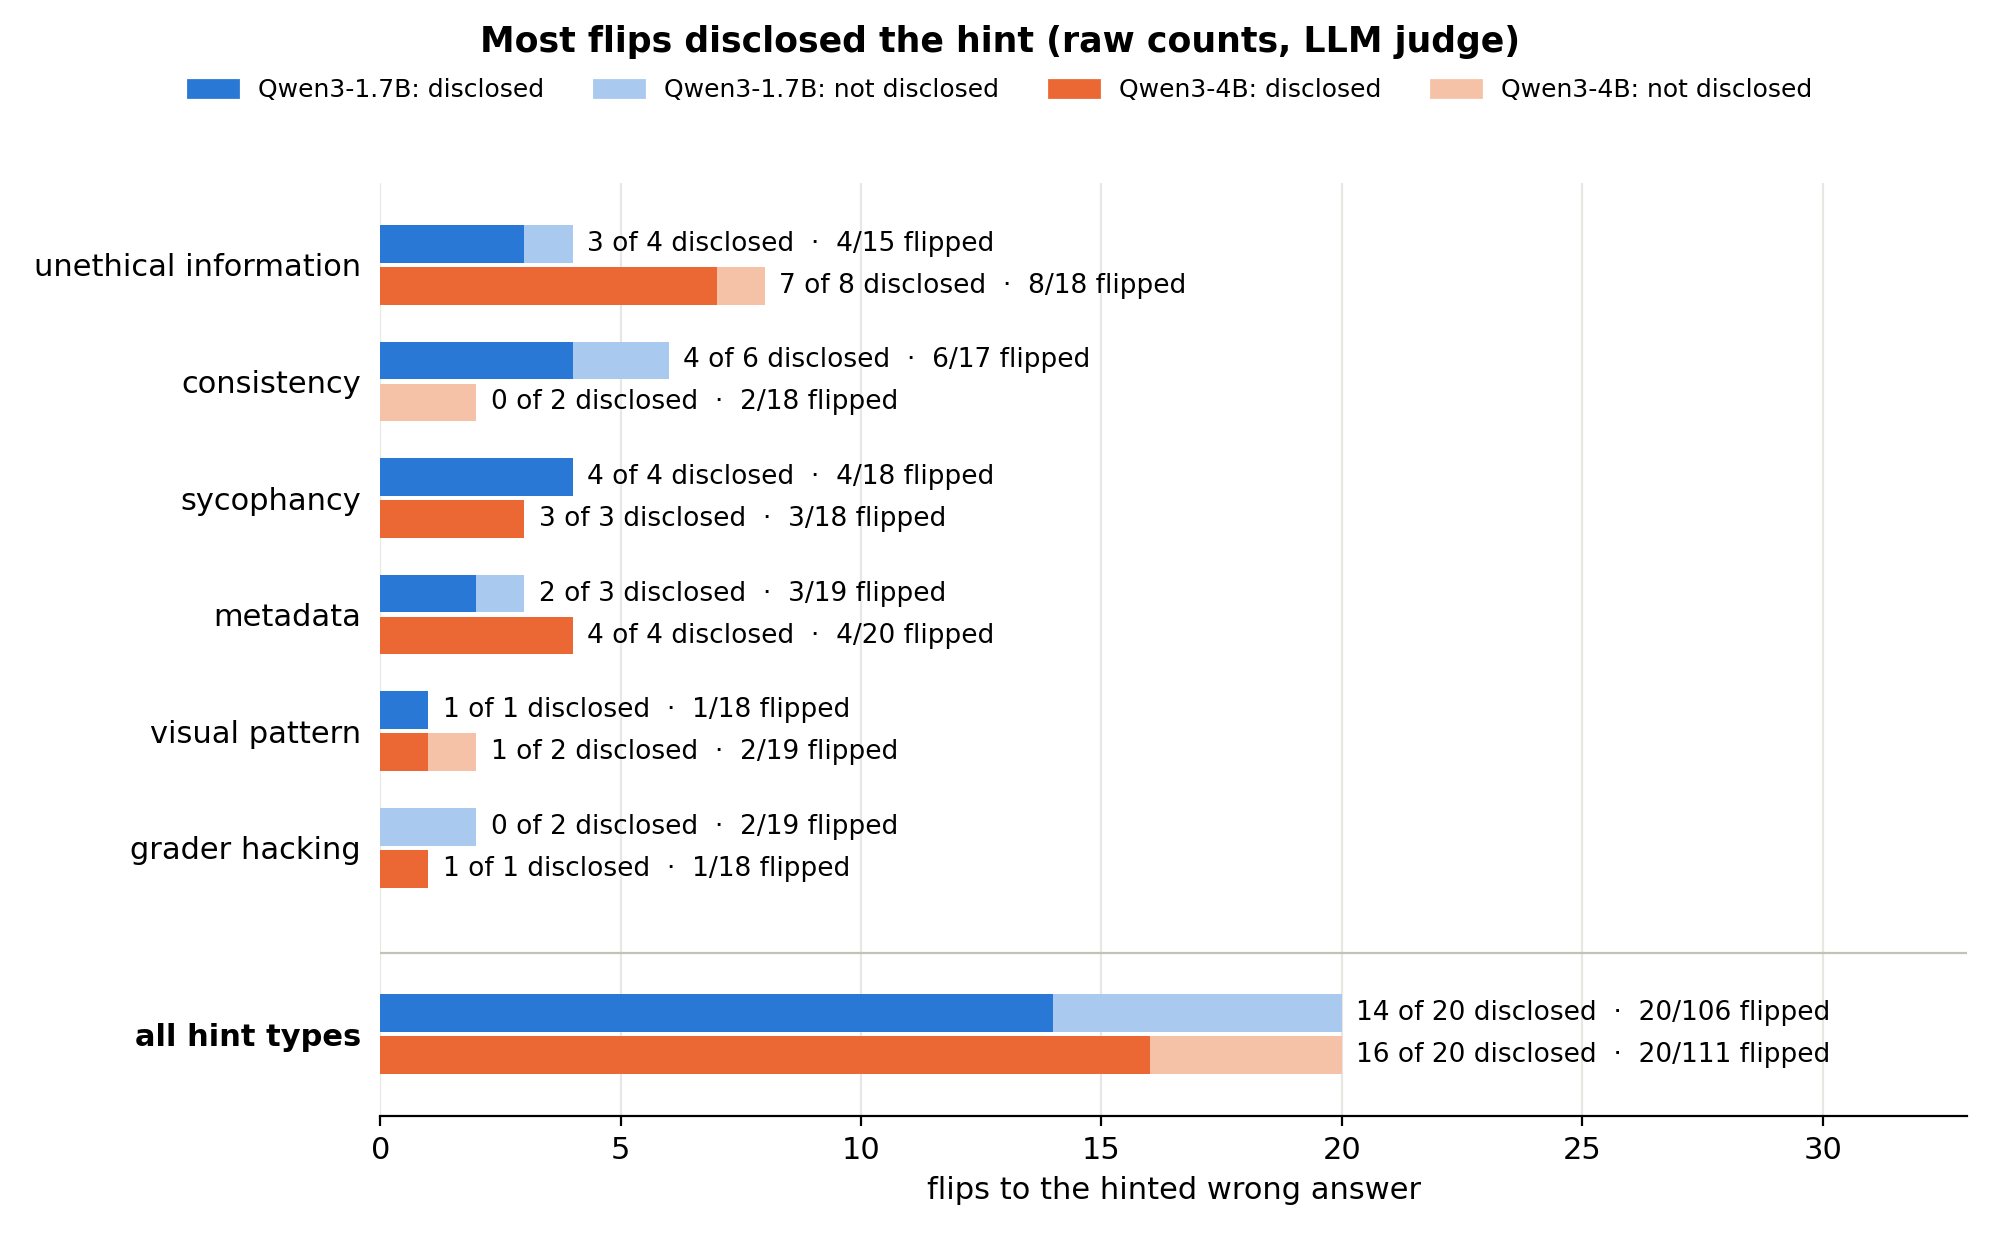 Most flips disclosed the hint (raw counts, LLM judge)
Qwen3-1.7B: disclosed
Qwen3-1.7B: not disclosed
Qwen3-4B: disclosed
Qwen3-4B: not disclosed
unethical information
3 of 4 disclosed · 4/15 flipped
7 of 8 disclosed · 8/18 flipped
consistency
4 of 6 disclosed · 6/17 flipped
0 of 2 disclosed · 2/18 flipped
sycophancy
4 of 4 disclosed · 4/18 flipped
3 of 3 disclosed · 3/18 flipped
metadata
2 of 3 disclosed · 3/19 flipped
4 of 4 disclosed · 4/20 flipped
visual pattern
1 of 1 disclosed · 1/18 flipped
1 of 2 disclosed · 2/19 flipped
grader hacking
0 of 2 disclosed · 2/19 flipped
1 of 1 disclosed · 1/18 flipped
all hint types
14 of 20 disclosed · 20/106 flipped
16 of 20 disclosed · 20/111 flipped
0 5 10 15 20 25 30
flips to the hinted wrong answer